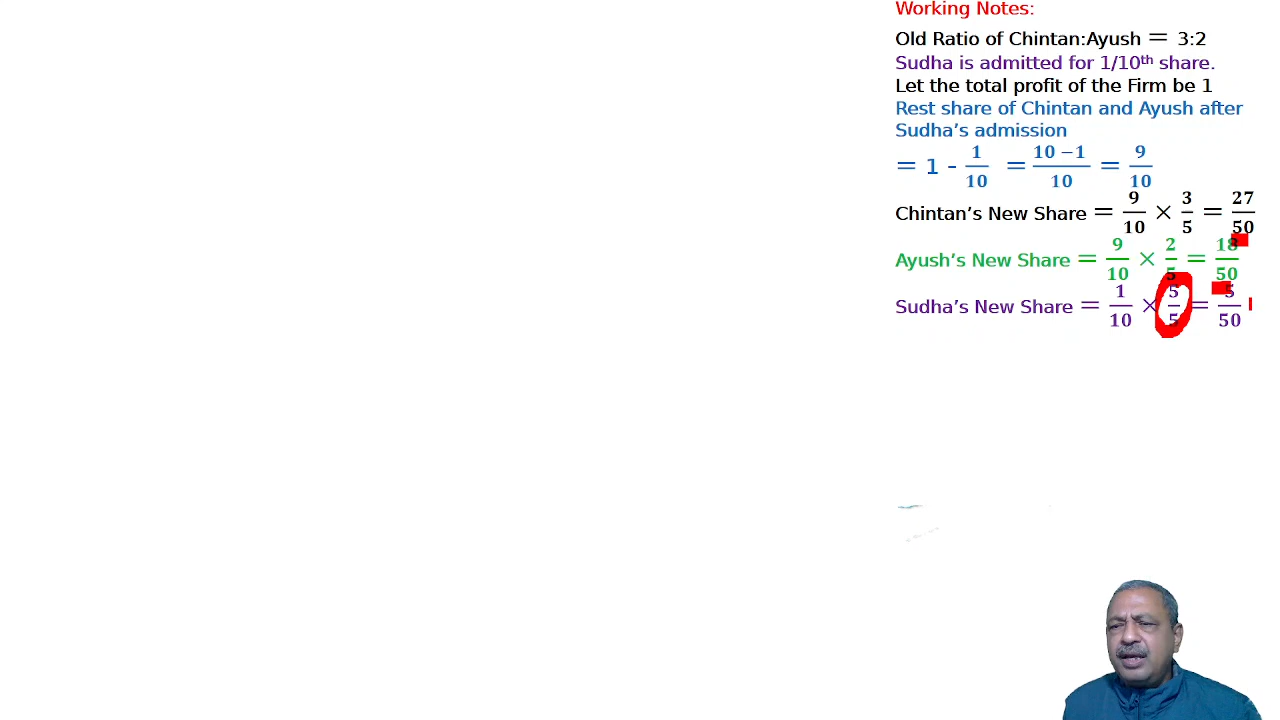 Working Notes:
Old Ratio of Chintan:Ayush = 3:2
Sudha is admitted for 1/10th share.
Let the total profit of the Firm be 1
Rest share of Chintan and Ayush after
Sudha's admission
= 1 - 1/10 = 10 −1/10 = 9/10
Chintan's New Share = 9/10 × 3/5 = 27/50
Ayush's New Share = 9/10 × 2/5 = 18/50
Sudha's New Share = 1/10 × 5/5 = 5/50